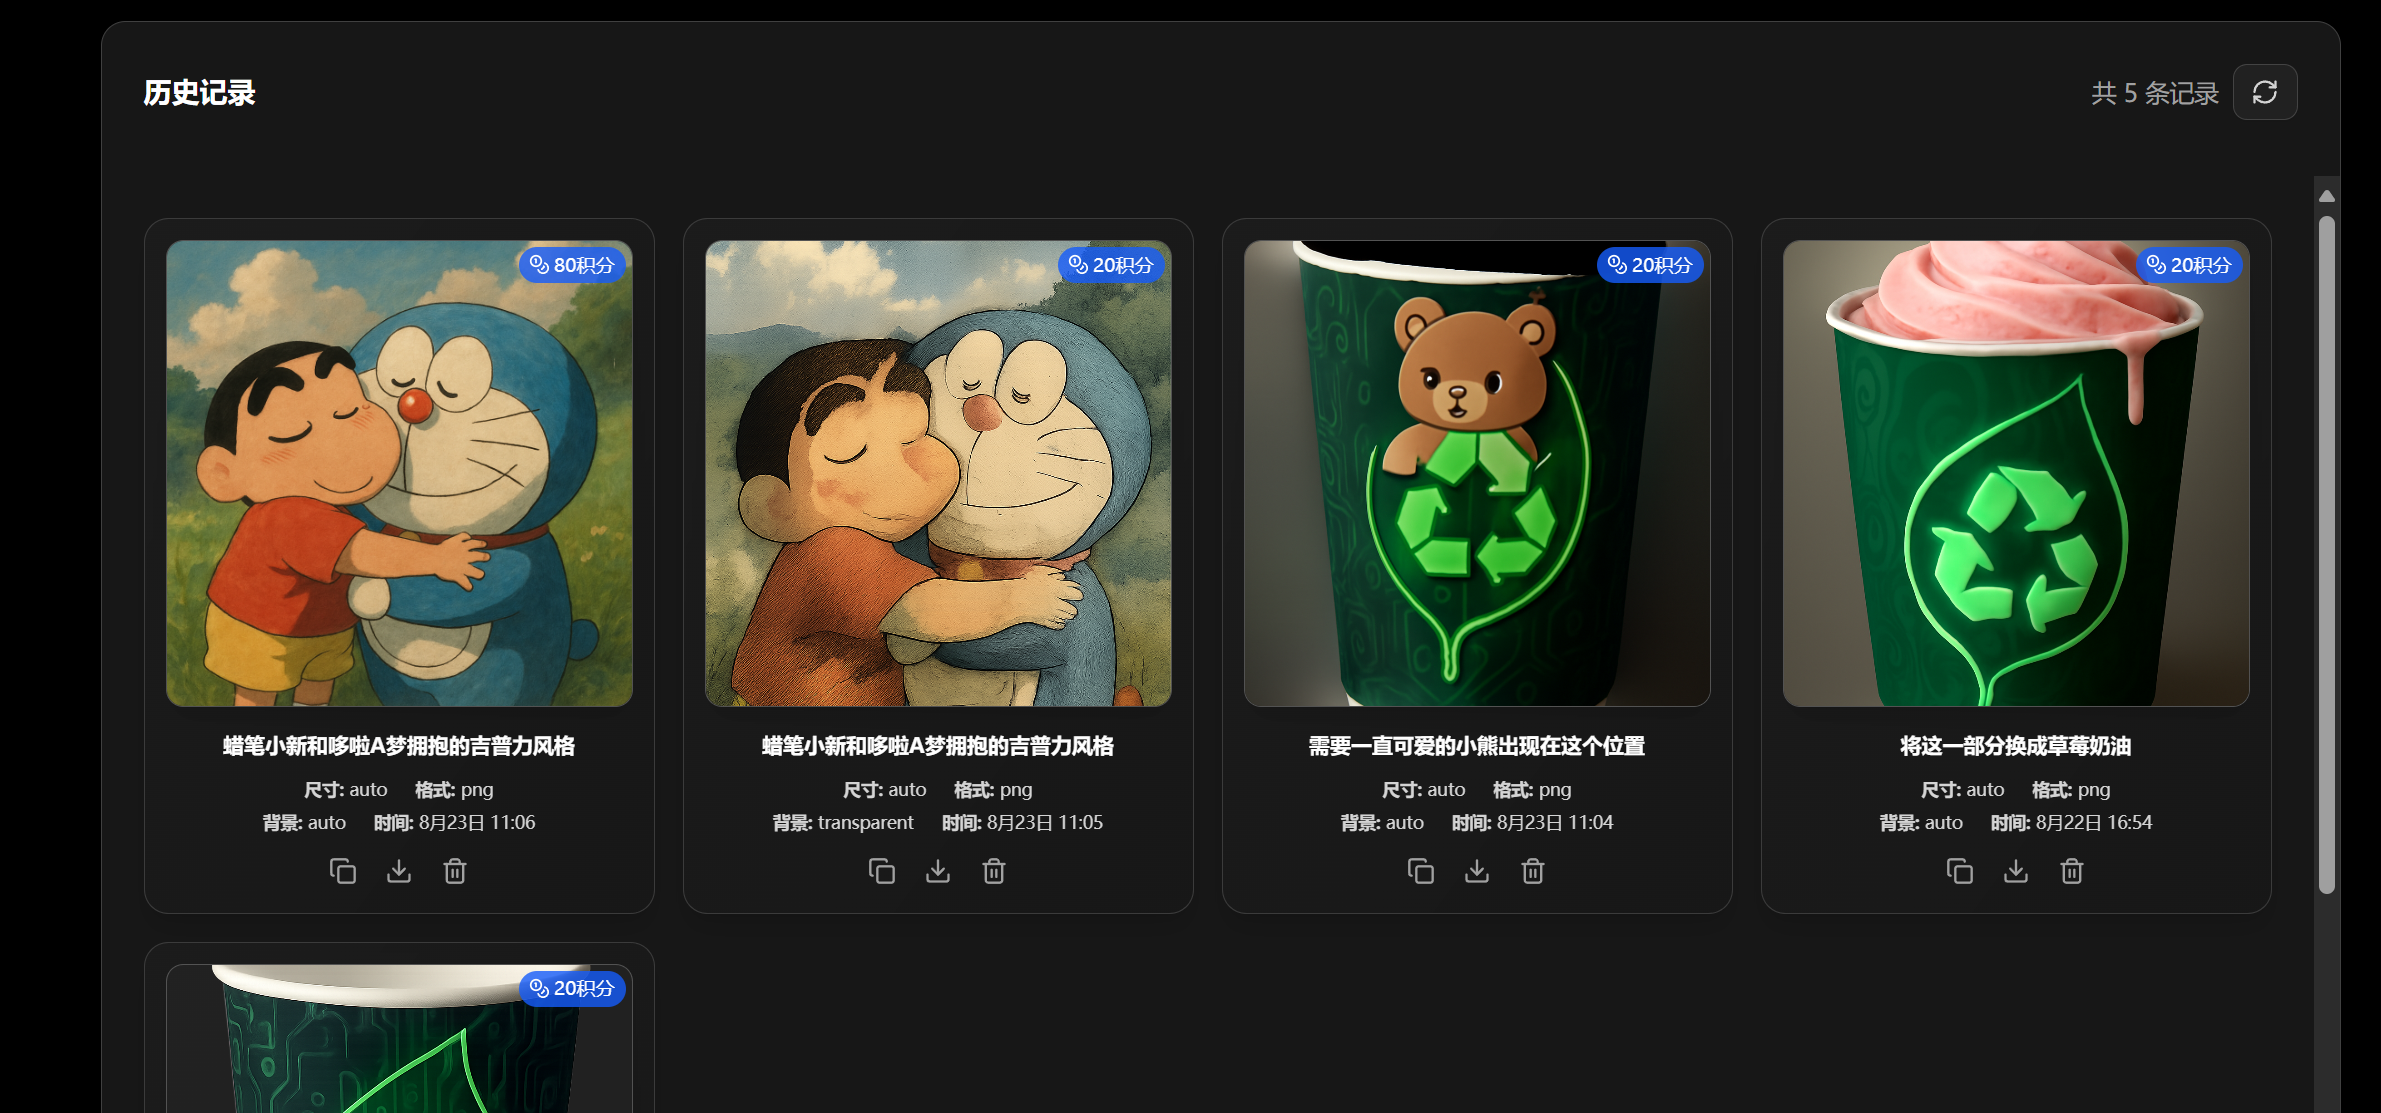 历史记录
共 5 条记录
80积分
20积分
20积分
20积分
蜡笔小新和哆啦A梦拥抱的吉普力风格
尺寸: auto 格式: png
背景: auto 时间: 8月23日 11:06
蜡笔小新和哆啦A梦拥抱的吉普力风格
尺寸: auto 格式: png
背景: transparent 时间: 8月23日 11:05
需要一直可爱的小熊出现在这个位置
尺寸: auto 格式: png
背景: auto 时间: 8月23日 11:04
将这一部分换成草莓奶油
尺寸: auto 格式: png
背景: auto 时间: 8月22日 16:54
20积分